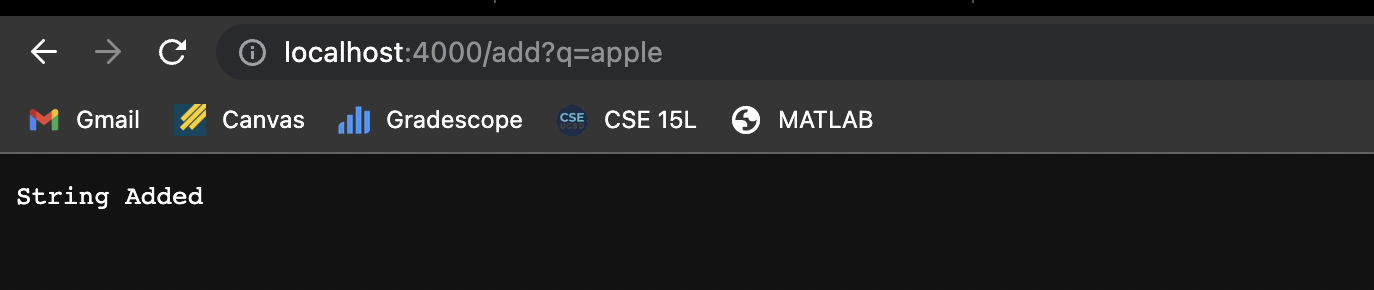 localhost:4000/add?q=apple
Gmail Canvas Gradescope CSE CSE 15L MATLAB
String Added